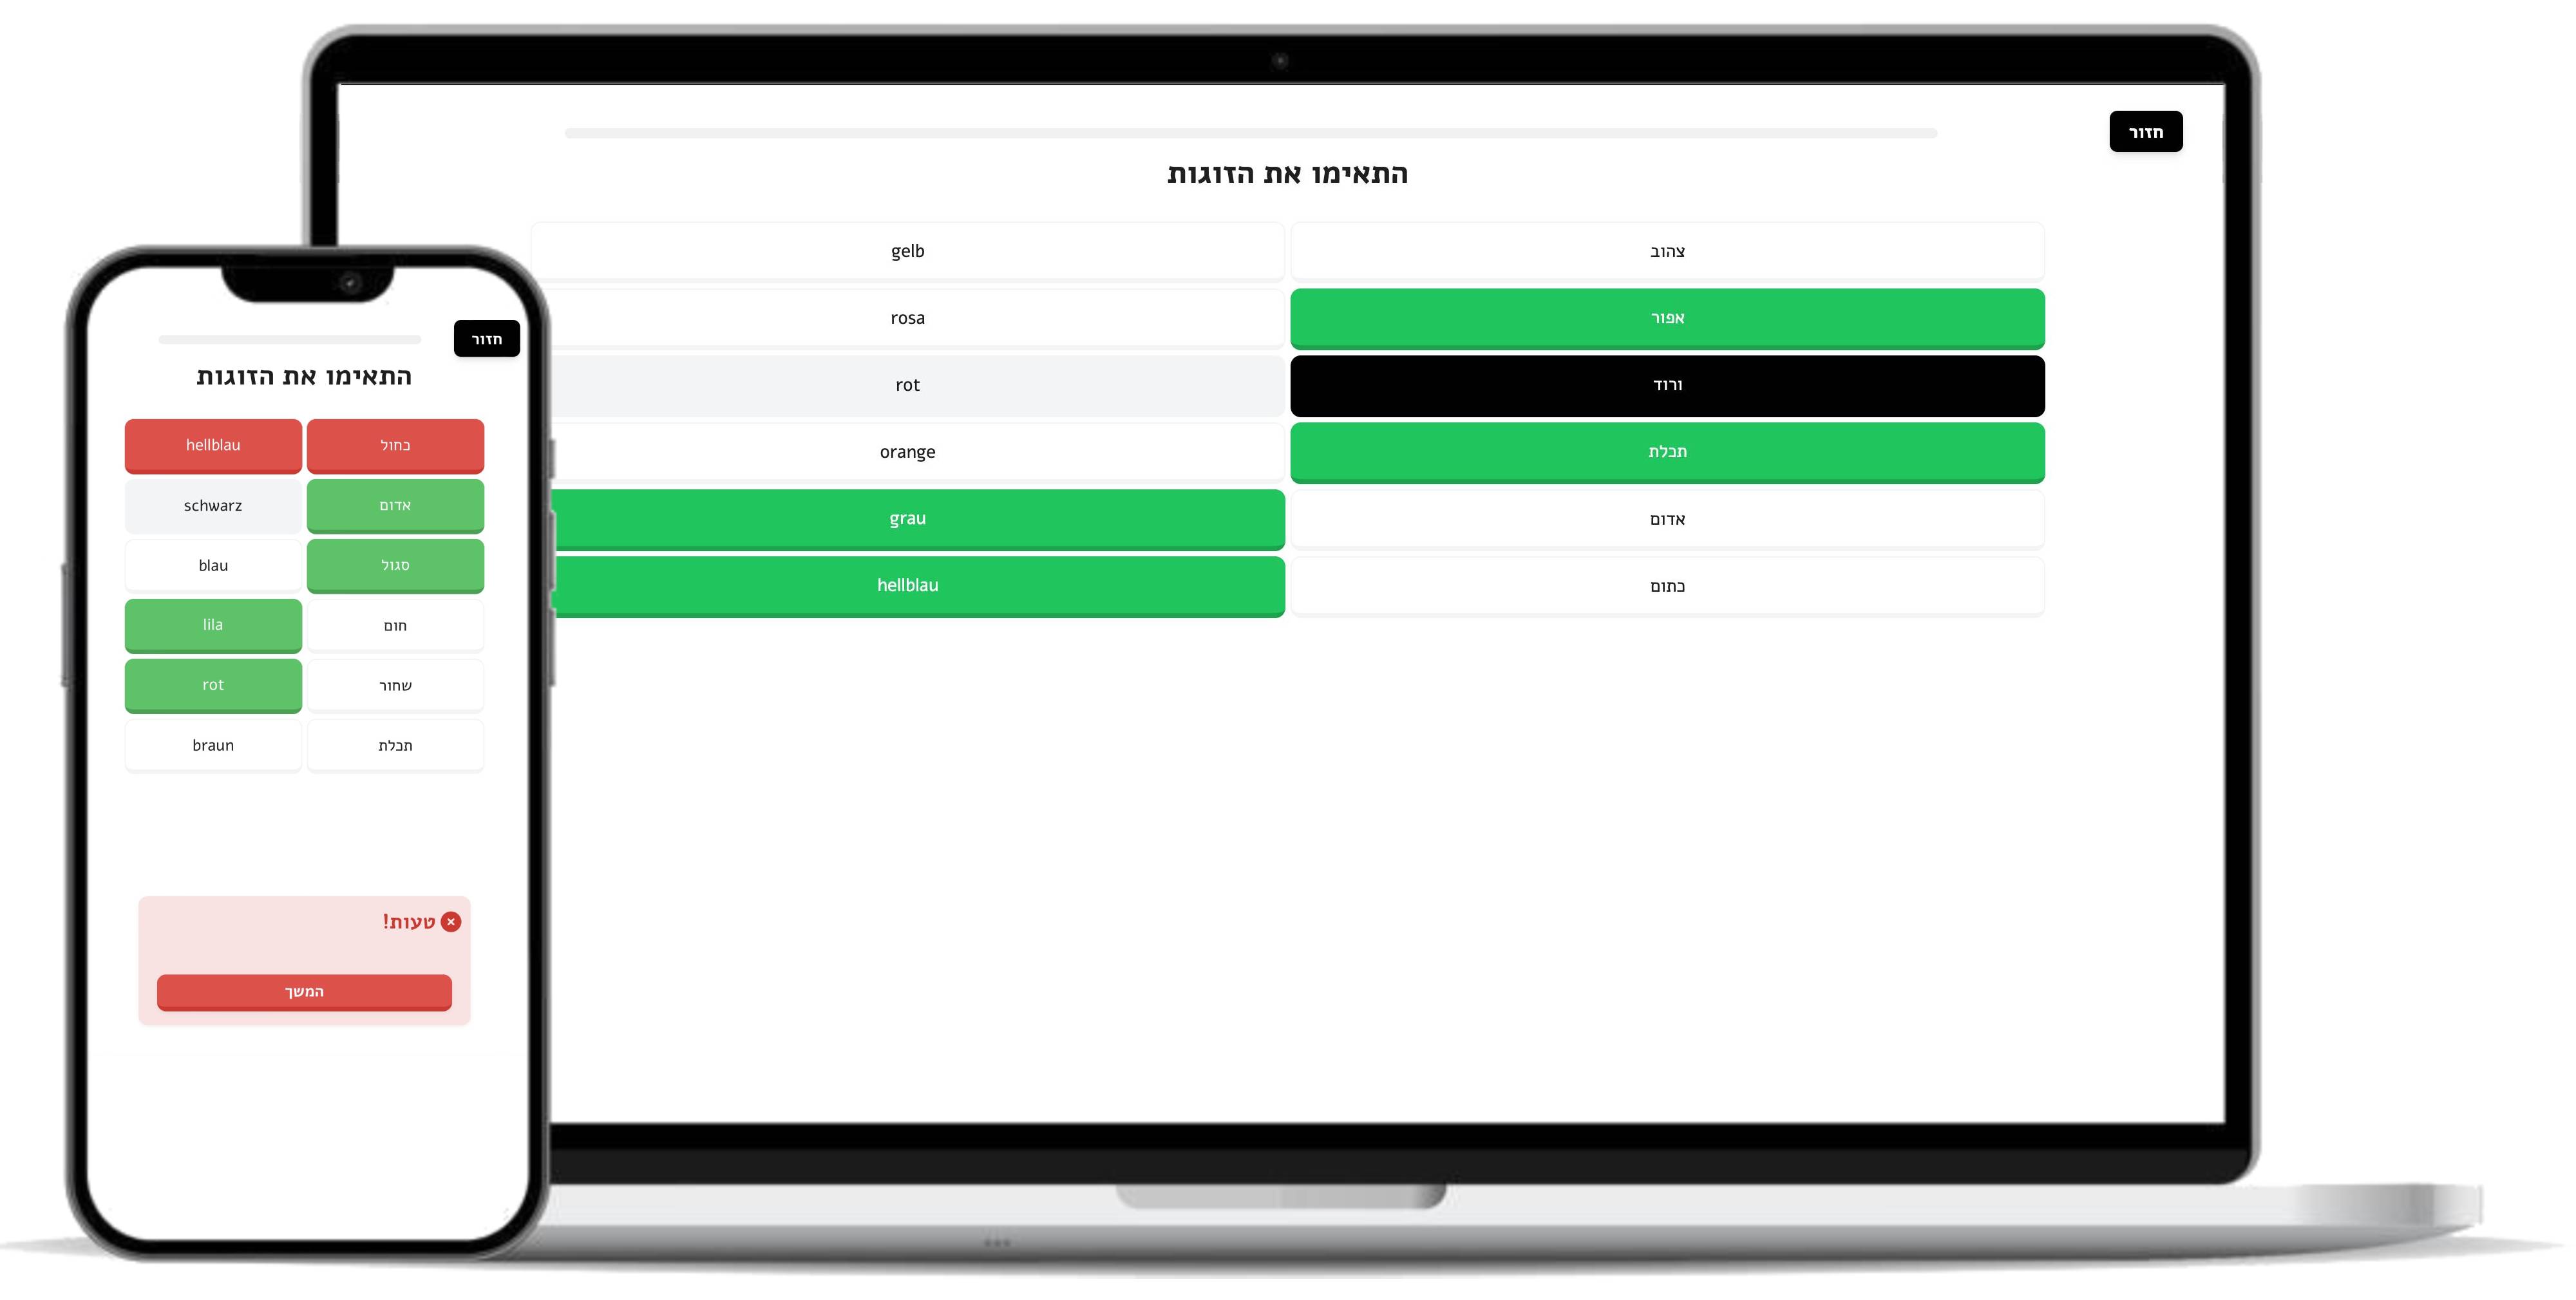 חזור
התאימו את הזוגות
gelb צהוב
rosa אפור
rot ורוד
orange תכלת
grau אדום
hellblau כתום
חזור
התאימו את הזוגות
hellblau כחול
schwarz אדום
blau סגול
lila חום
rot שחור
braun תכלת
טעות!
המשך